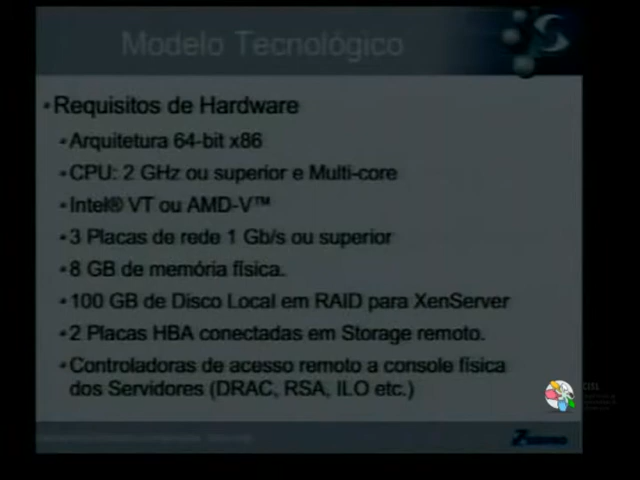 Modelo Tecnológico
•Requisitos de Hardware
•Arquitetura 64-bit x86
•CPU: 2 GHz ou superior e Multi-core
•Intel® VT ou AMD-V™
•3 Placas de rede 1 Gb/s ou superior
•8 GB de memória física.
•100 GB de Disco Local em RAID para XenServer
•2 Placas HBA conectadas em Storage remoto.
•Controladoras de acesso remoto a console física
dos Servidores (DRAC, RSA, ILO etc.)